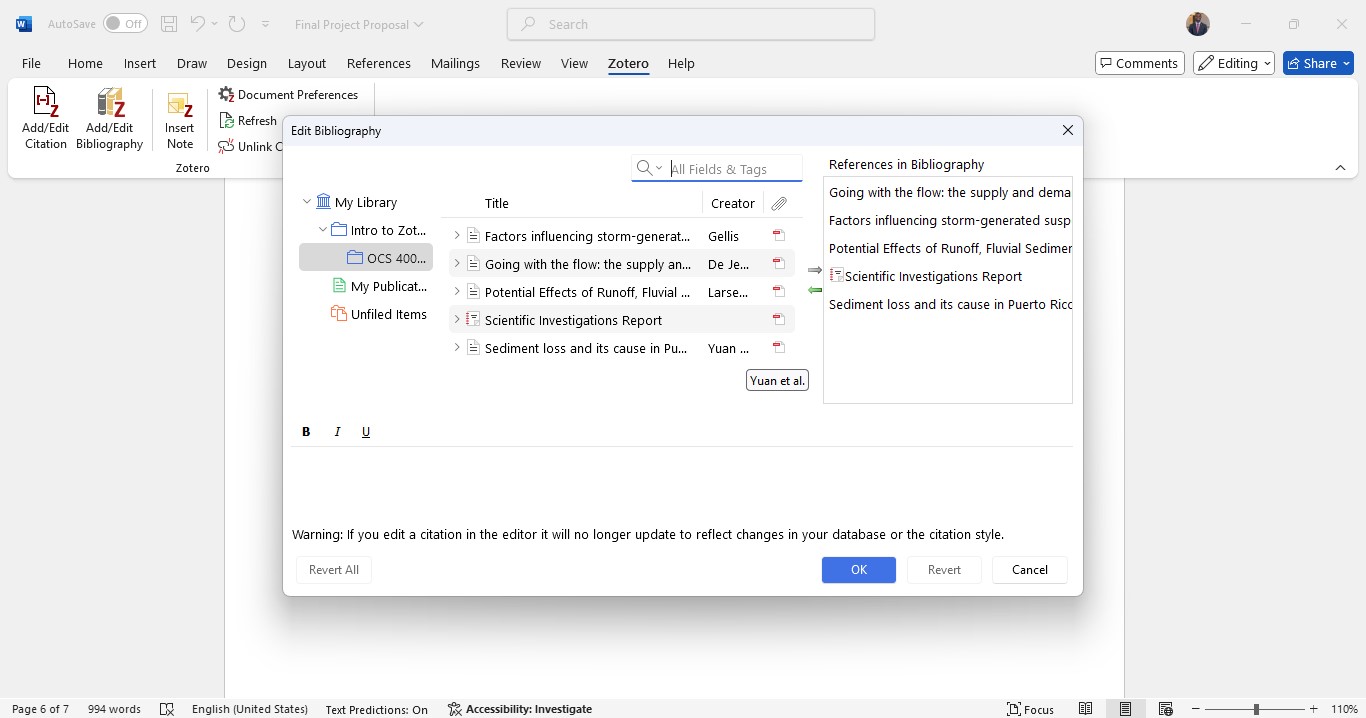 AutoSave Off Final Project Proposal Search
File Home Insert Draw Design Layout References Mailings Review View Zotero Help Comments Editing Share
Add/Edit Citation
Add/Edit Bibliography
Insert Note
Document Preferences
Refresh
Unlink C
Zotero
Edit Bibliography
All Fields & Tags
My Library
Intro to Zot...
OCS 400...
My Publicat...
Unfiled Items
Title Creator
Factors influencing storm-generat... Gellis
Going with the flow: the supply an... De Je...
Potential Effects of Runoff, Fluvial ... Larse...
Scientific Investigations Report
Sediment loss and its cause in Pu... Yuan ...
Yuan et al.
References in Bibliography
Going with the flow: the supply and dema
Factors influencing storm-generated susp
Potential Effects of Runoff, Fluvial Sedimer
Scientific Investigations Report
Sediment loss and its cause in Puerto Ricc
B I U
Warning: If you edit a citation in the editor it will no longer update to reflect changes in your database or the citation style.
Revert All OK Revert Cancel
Page 6 of 7 994 words English (United States) Text Predictions: On Accessibility: Investigate Focus 110%